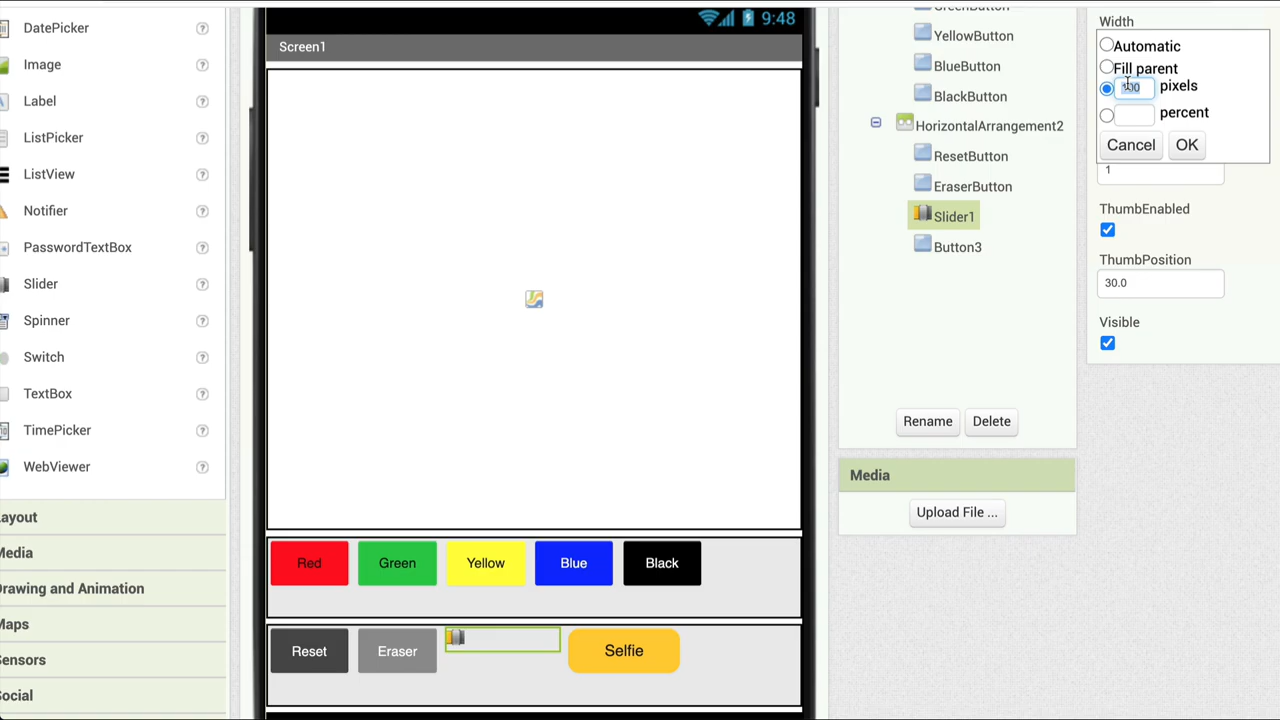 DatePicker
Image
Label
ListPicker
ListView
Notifier
PasswordTextBox
Slider
Spinner
Switch
TextBox
TimePicker
WebViewer
Layout
Media
Drawing and Animation
Maps
Sensors
Social
9:48
Screen1
Red
Green
Yellow
Blue
Black
Reset
Eraser
Selfie
GreenButton
YellowButton
BlueButton
BlackButton
HorizontalArrangement2
ResetButton
EraserButton
Slider1
Button3
Rename
Delete
Media
Upload File ...
Width
Automatic
Fill parent
pixels
percent
Cancel
OK
1
ThumbEnabled
ThumbPosition
30.0
Visible